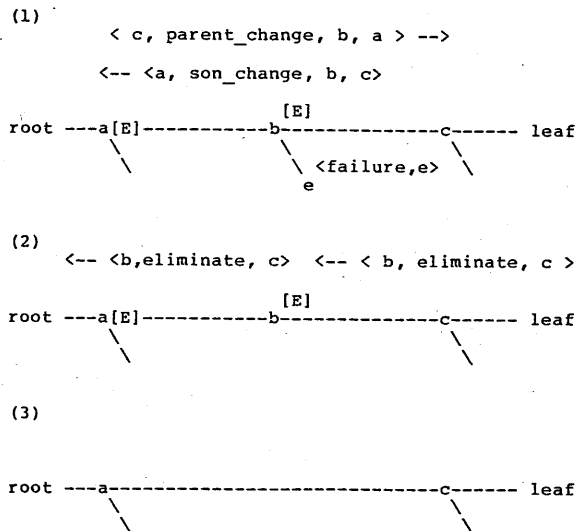 (1)
< c, parent_change, b, a > -->
<-- <a, son_change, b, c>
[E]
root ---a[E]-----------b--------------c------ leaf
\ \ \
\ \ <failure,e> \
e
(2)
<-- <b,eliminate, c> <-- < b, eliminate, c >
[E]
root ---a[E]-----------b--------------c------ leaf
\ \
\ \
(3)
root ---a-----------------------------c------ leaf
\ \
\ \